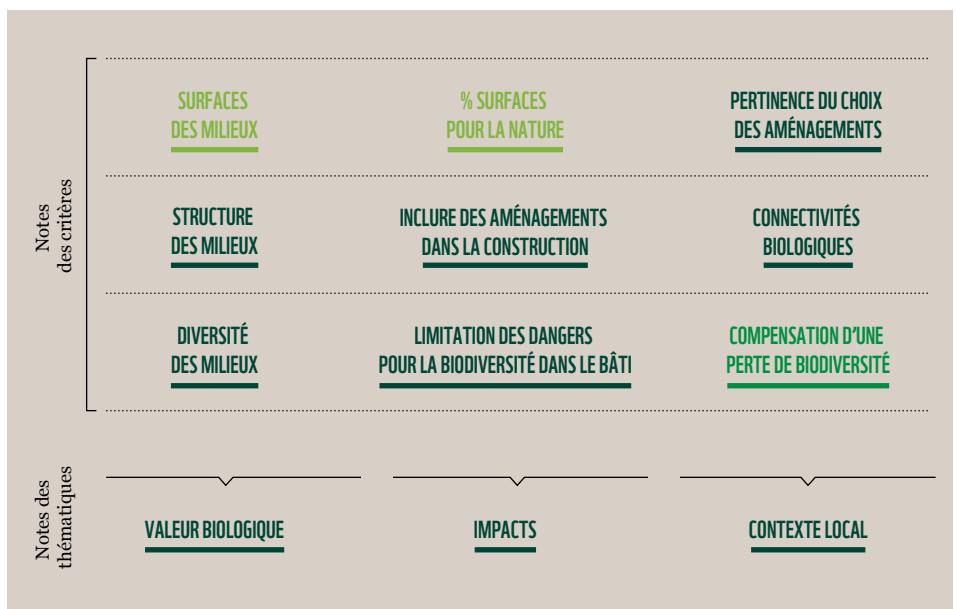 Notes
des critères
SURFACES
DES MILIEUX
% SURFACES
POUR LA NATURE
PERTINENCE DU CHOIX
DES AMÉNAGEMENTS
STRUCTURE
DES MILIEUX
INCLURE DES AMÉNAGEMENTS
DANS LA CONSTRUCTION
CONNECTIVITÉS
BIOLOGIQUES
DIVERSITÉ
DES MILIEUX
LIMITATION DES DANGERS
POUR LA BIODIVERSITÉ DANS LE BÂTI
COMPENSATION D'UNE
PERTE DE BIODIVERSITÉ
Notes des
thématiques
VALEUR BIOLOGIQUE
IMPACTS
CONTEXTE LOCAL